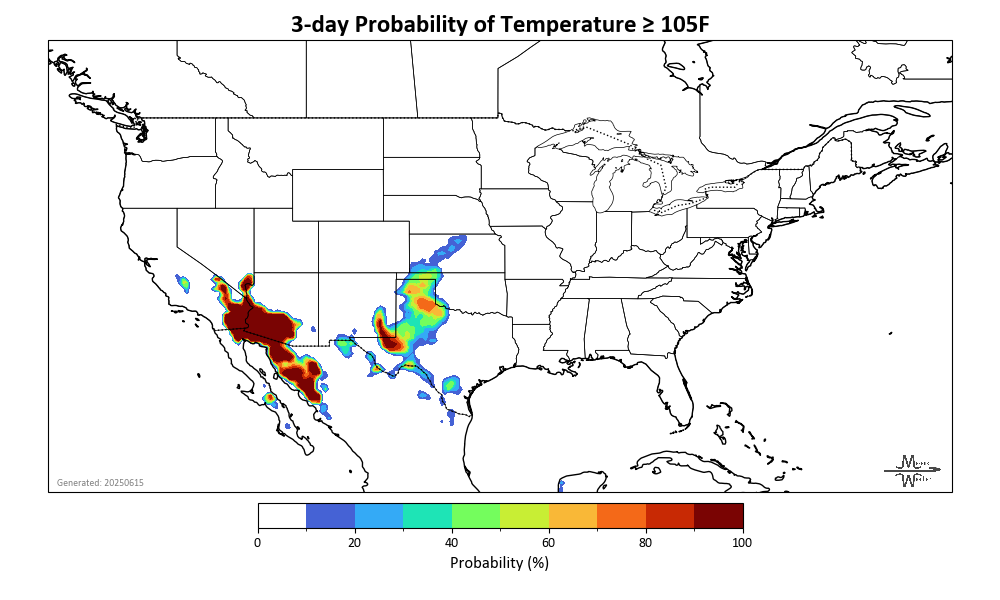 3-day Probability of Temperature ≥ 105F
Generated: 20250615
0 20 40 60 80 100
Probability (%)